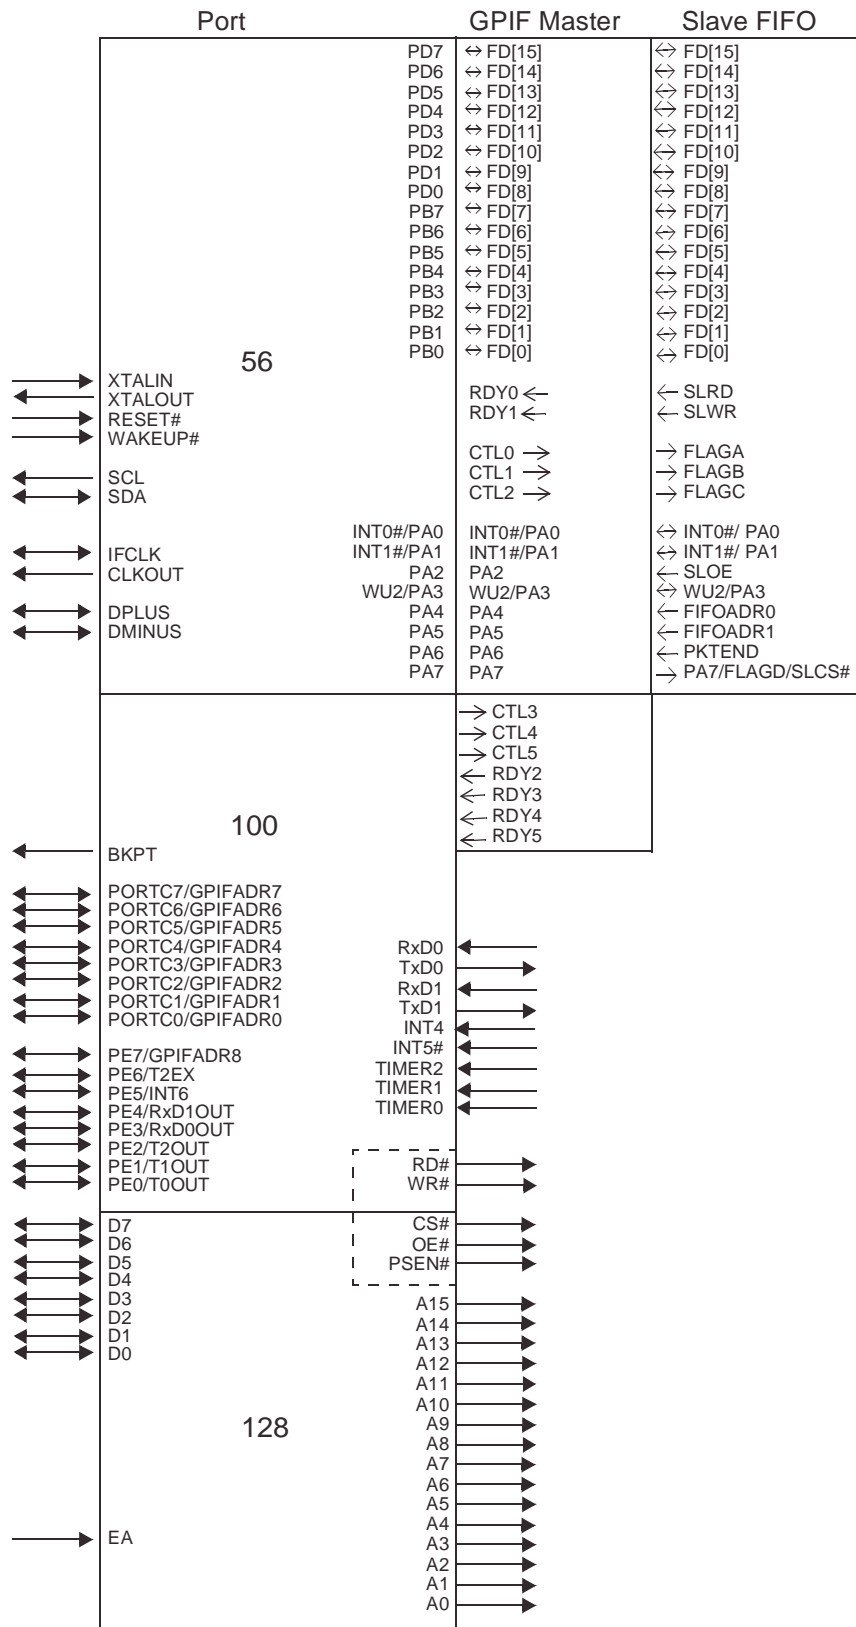 Port GPIF Master Slave FIFO
PD7 FD[15] FD[15]
PD6 FD[14] FD[14]
PD5 FD[13] FD[13]
PD4 FD[12] FD[12]
PD3 FD[11] FD[11]
PD2 FD[10] FD[10]
PD1 FD[9] FD[9]
PD0 FD[8] FD[8]
PB7 FD[7] FD[7]
PB6 FD[6] FD[6]
PB5 FD[5] FD[5]
PB4 FD[4] FD[4]
PB3 FD[3] FD[3]
PB2 FD[2] FD[2]
PB1 FD[1] FD[1]
PB0 FD[0] FD[0]
56
XTALIN
XTALOUT
RESET#
WAKEUP#
SCL
SDA
IFCLK
CLKOUT
DPLUS
DMINUS
RDY0 SLRD
RDY1 SLWR
CTL0 FLAGA
CTL1 FLAGB
CTL2 FLAGC
INT0#/PA0 INT0#/PA0 INT0#/ PA0
INT1#/PA1 INT1#/PA1 INT1#/ PA1
PA2 PA2 SLOE
WU2/PA3 WU2/PA3 WU2/PA3
PA4 PA4 FIFOADR0
PA5 PA5 FIFOADR1
PA6 PA6 PKTEND
PA7 PA7 PA7/FLAGD/SLCS#
CTL3
CTL4
CTL5
RDY2
RDY3
RDY4
RDY5
100
BKPT
PORTC7/GPIFADR7
PORTC6/GPIFADR6
PORTC5/GPIFADR5
PORTC4/GPIFADR4
PORTC3/GPIFADR3
PORTC2/GPIFADR2
PORTC1/GPIFADR1
PORTC0/GPIFADR0
PE7/GPIFADR8
PE6/T2EX
PE5/INT6
PE4/RxD1OUT
PE3/RxD0OUT
PE2/T2OUT
PE1/T1OUT
PE0/T0OUT
RxD0
TxD0
RxD1
TxD1
INT4
INT5#
TIMER2
TIMER1
TIMER0
RD#
WR#
CS#
OE#
PSEN#
D7
D6
D5
D4
D3
D2
D1
D0
128
EA
A15
A14
A13
A12
A11
A10
A9
A8
A7
A6
A5
A4
A3
A2
A1
A0